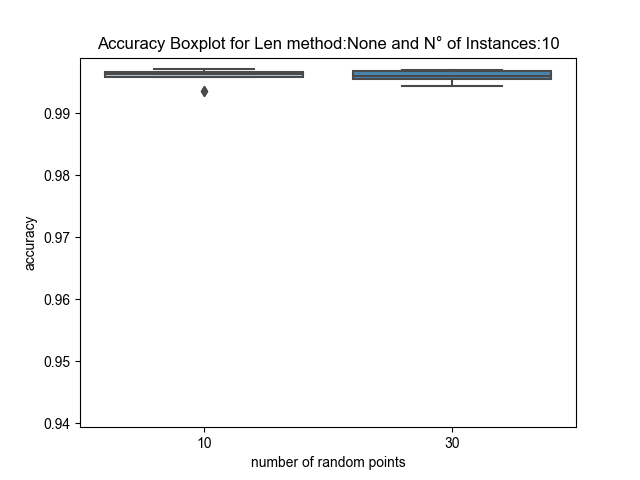 Accuracy Boxplot for Len method:None and N° of Instances:10
0.99
0.98
0.97
0.96
0.95
0.94
accuracy
10
30
number of random points